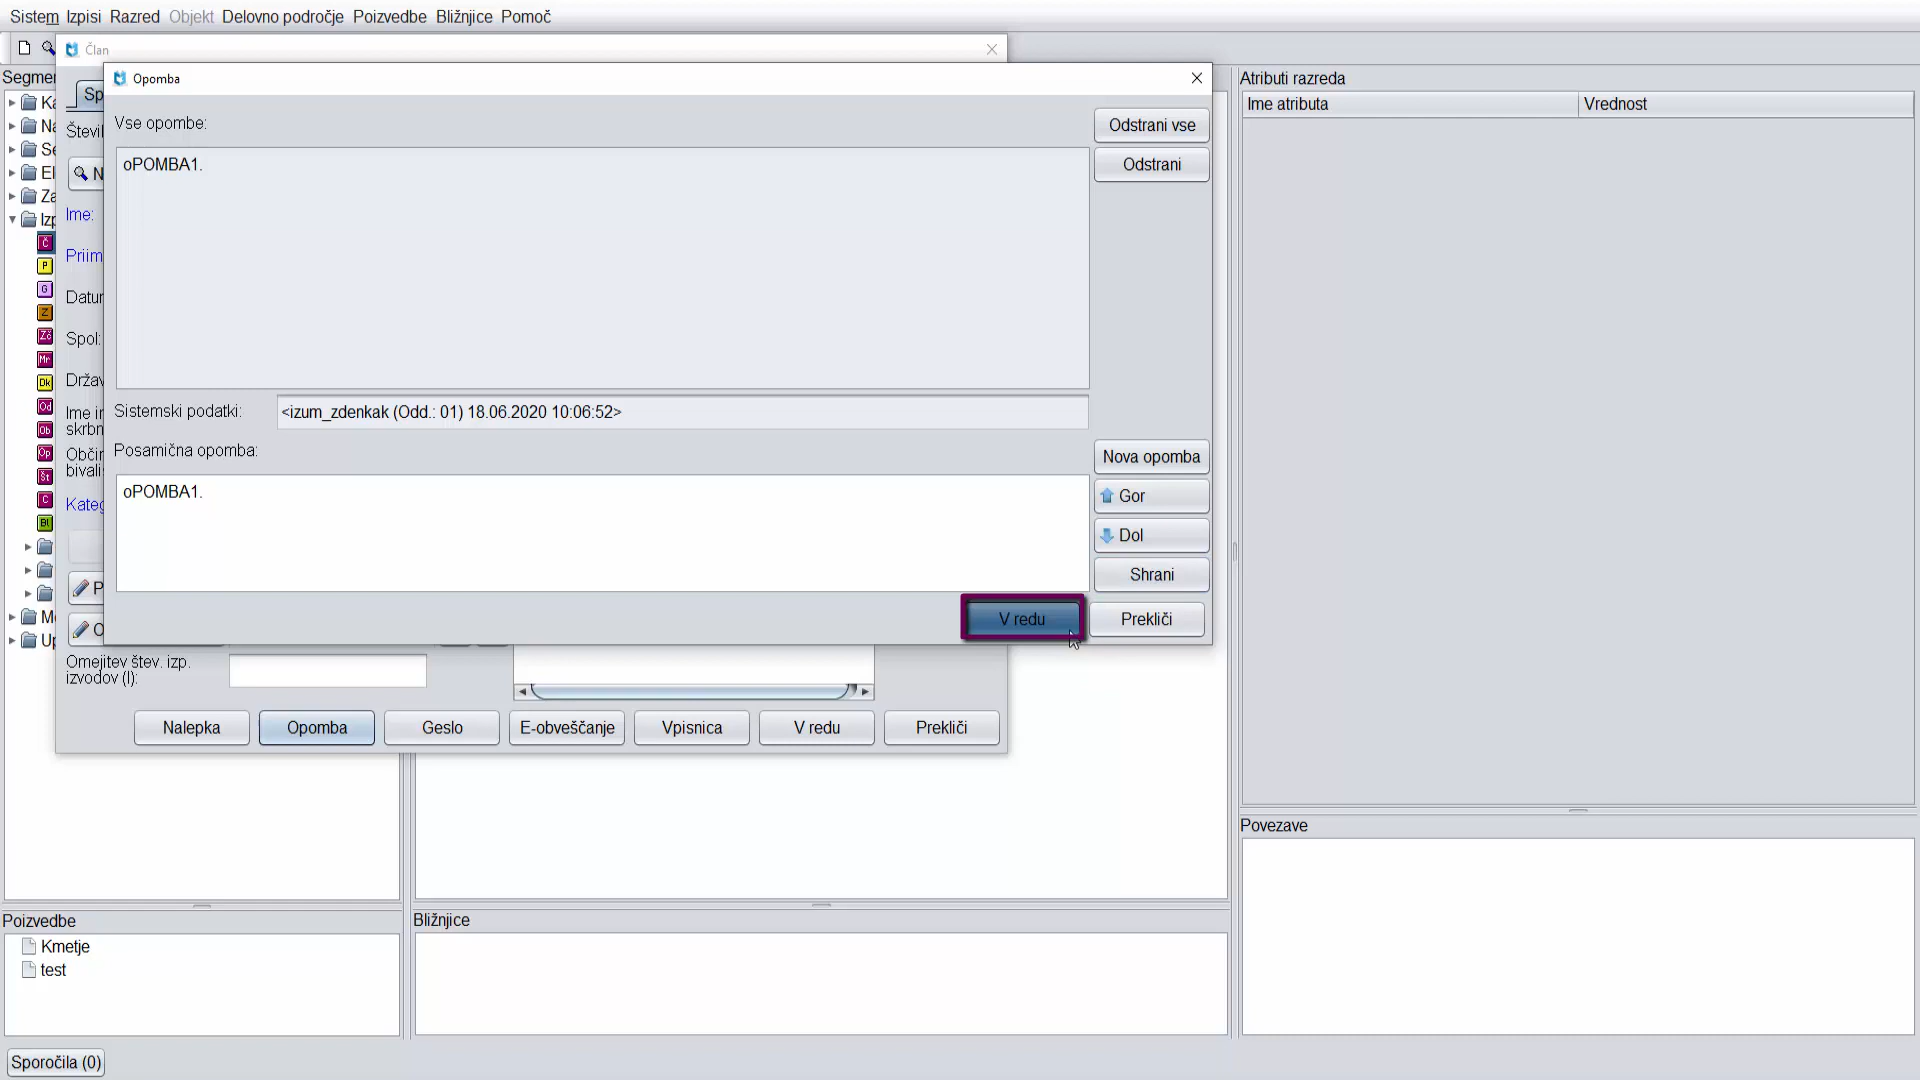 Sistem Izpisi Razred Objekt Delovno področje Poizvedbe Bližnjice Pomoč
Član
Opomba
Vse opombe:
Odstrani vse
oPOMBA1.
Odstrani
Sistemski podatki:
<izum_zdenkak (Odd.: 01) 18.06.2020 10:06:52>
Posamična opomba:
Nova opomba
oPOMBA1.
Gor
Dol
Shrani
V redu
Prekliči
Ime:
Spol:
Omejitev štev. izp.
izvodov (I):
Nalepka
Opomba
Geslo
E-obveščanje
Vpisnica
V redu
Prekliči
Atributi razreda
Ime atributa
Vrednost
Povezave
Poizvedbe
Kmetje
test
Bližnjice
Sporočila (0)